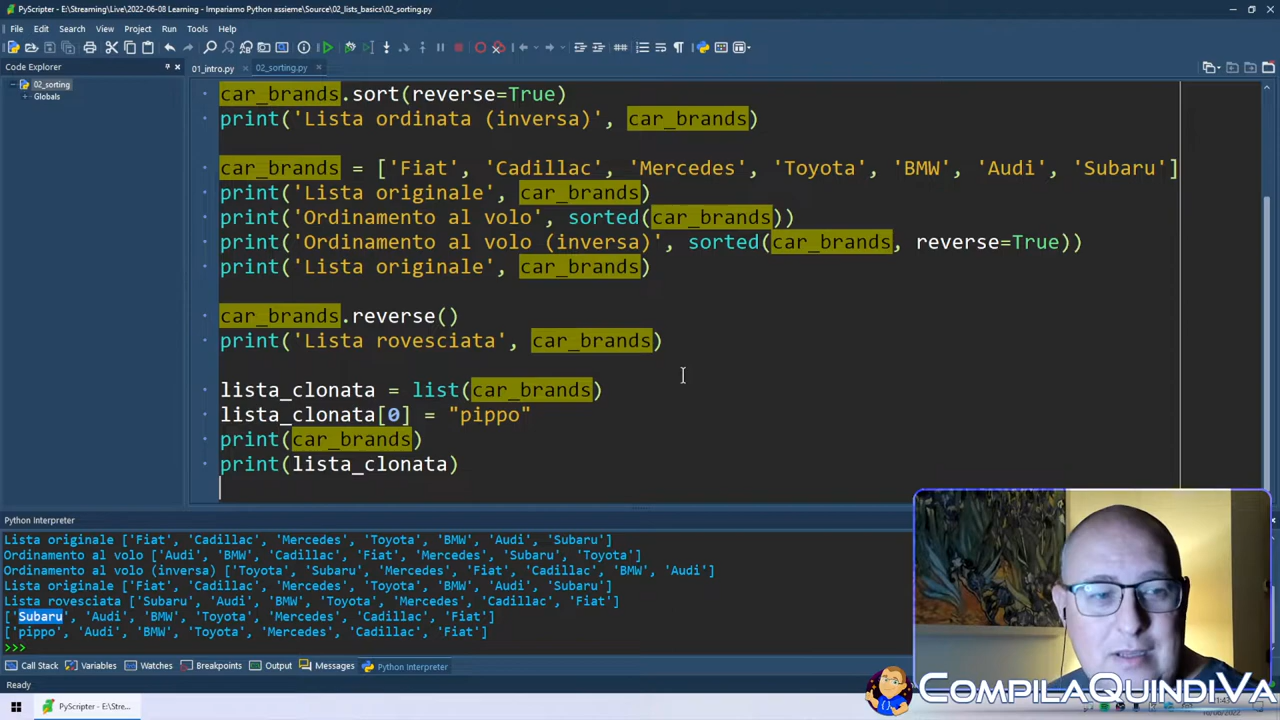 PyScripter - E:\Streaming\Live\2022-06-08 Learning - Impariamo Python assieme\Source\02_lists_basics\02_sorting.py
File Edit Search View Project Run Tools Help
Code Explorer
01_intro.py 02_sorting.py
02_sorting
Globals
car_brands.sort(reverse=True)
print('Lista ordinata (inversa)', car_brands)
car_brands = ['Fiat', 'Cadillac', 'Mercedes', 'Toyota', 'BMW', 'Audi', 'Subaru']
print('Lista originale', car_brands)
print('Ordinamento al volo', sorted(car_brands))
print('Ordinamento al volo (inversa)', sorted(car_brands, reverse=True))
print('Lista originale', car_brands)
car_brands.reverse()
print('Lista rovesciata', car_brands)
lista_clonata = list(car_brands)
lista_clonata[0] = "pippo"
print(car_brands)
print(lista_clonata)
Python Interpreter
Lista originale ['Fiat', 'Cadillac', 'Mercedes', 'Toyota', 'BMW', 'Audi', 'Subaru']
Ordinamento al volo ['Audi', 'BMW', 'Cadillac', 'Fiat', 'Mercedes', 'Subaru', 'Toyota']
Ordinamento al volo (inversa) ['Toyota', 'Subaru', 'Mercedes', 'Fiat', 'Cadillac', 'BMW', 'Audi']
Lista originale ['Fiat', 'Cadillac', 'Mercedes', 'Toyota', 'BMW', 'Audi', 'Subaru']
Lista rovesciata ['Subaru', 'Audi', 'BMW', 'Toyota', 'Mercedes', 'Cadillac', 'Fiat']
['Subaru', 'Audi', 'BMW', 'Toyota', 'Mercedes', 'Cadillac', 'Fiat']
['pippo', 'Audi', 'BMW', 'Toyota', 'Mercedes', 'Cadillac', 'Fiat']
>>>
Call Stack Variables Watches Breakpoints Output Messages Python Interpreter
Ready
COMPILAQUINDIVA
PyScripter - E:\Stre...